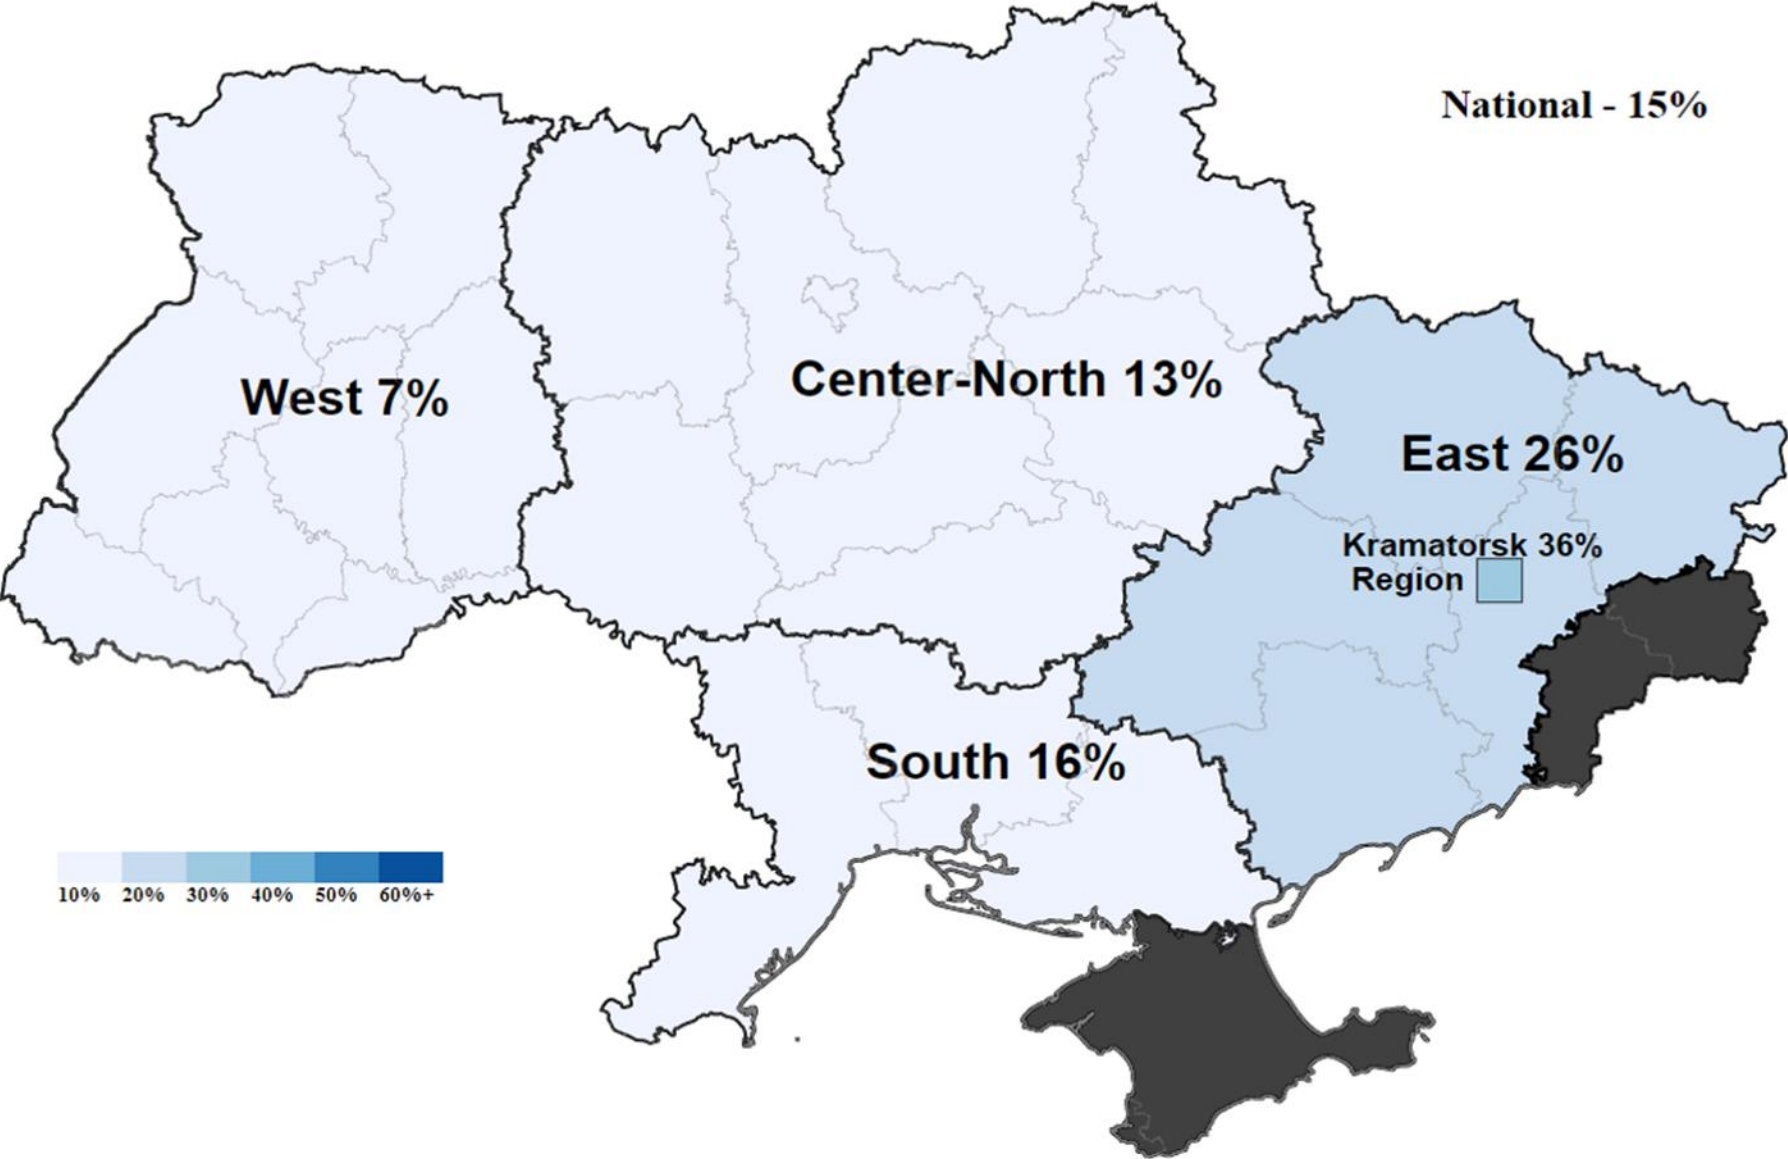 National - 15%
West 7%
Center-North 13%
East 26%
Kramatorsk 36%
Region
South 16%
10% 20% 30% 40% 50% 60%+